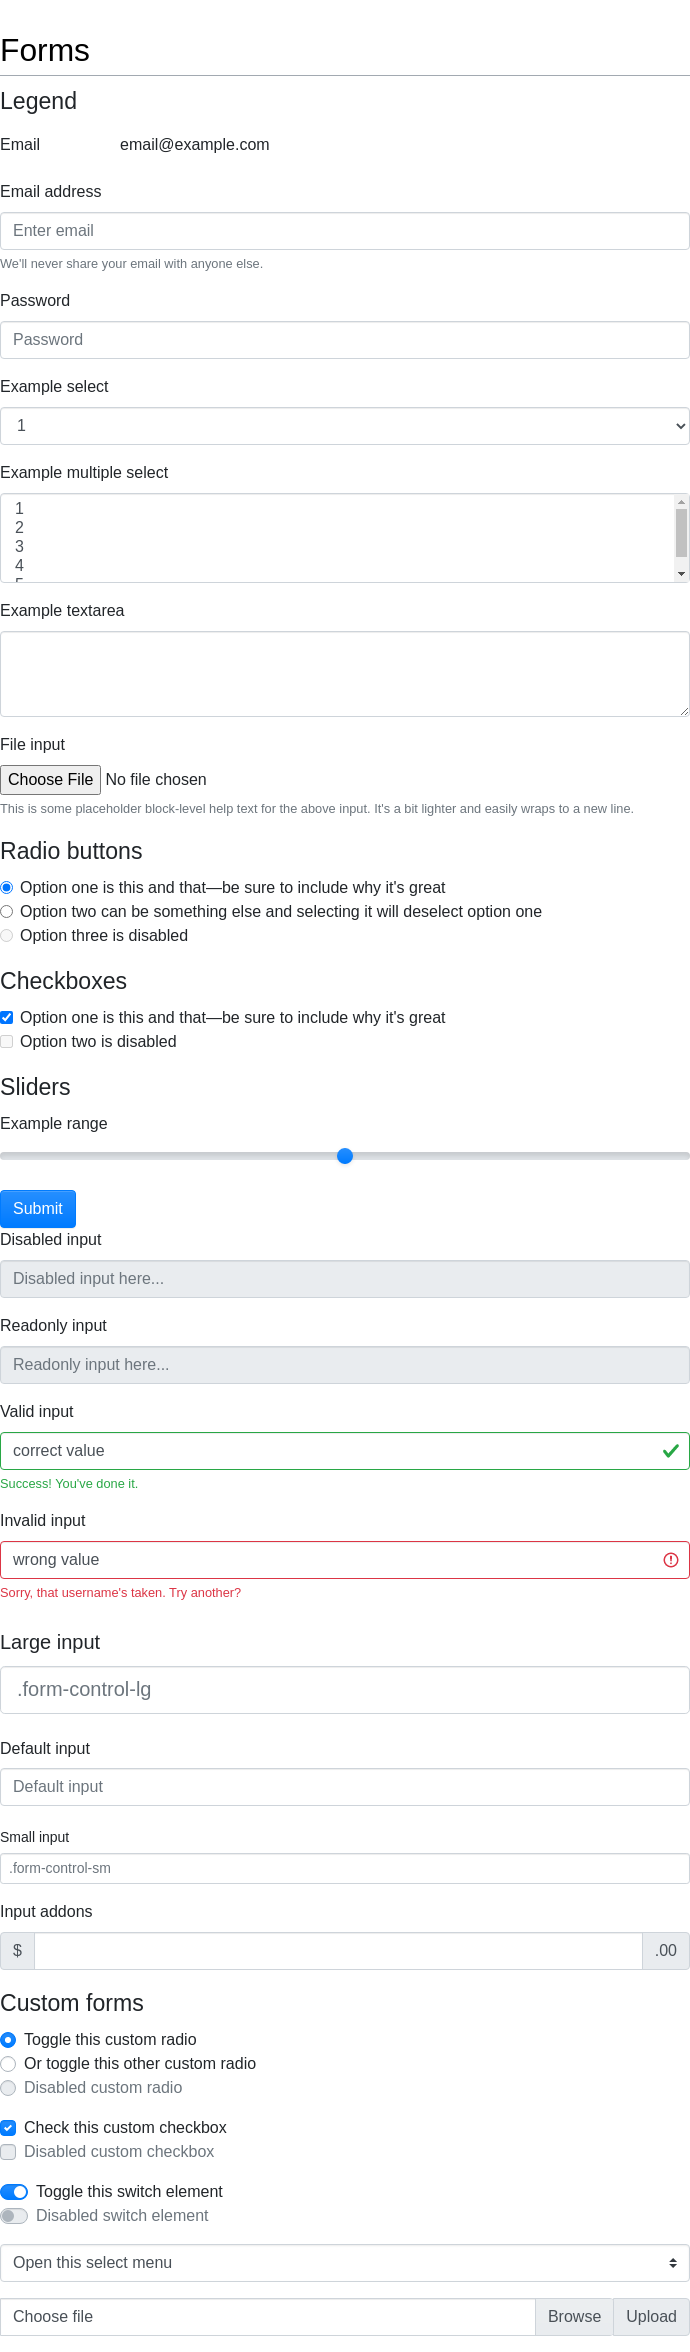 Forms
Legend
Email email@example.com
Email address
Enter email
We'll never share your email with anyone else.
Password
Password
Example select
1
Example multiple select
1
2
3
4
5
Example textarea
File input
Choose File No file chosen
This is some placeholder block-level help text for the above input. It's a bit lighter and easily wraps to a new line.
Radio buttons
Option one is this and that—be sure to include why it's great
Option two can be something else and selecting it will deselect option one
Option three is disabled
Checkboxes
Option one is this and that—be sure to include why it's great
Option two is disabled
Sliders
Example range
Submit
Disabled input
Disabled input here...
Readonly input
Readonly input here...
Valid input
correct value
Success! You've done it.
Invalid input
wrong value
Sorry, that username's taken. Try another?
Large input
.form-control-lg
Default input
Default input
Small input
.form-control-sm
Input addons
$ .00
Custom forms
Toggle this custom radio
Or toggle this other custom radio
Disabled custom radio
Check this custom checkbox
Disabled custom checkbox
Toggle this switch element
Disabled switch element
Open this select menu
Choose file Browse Upload